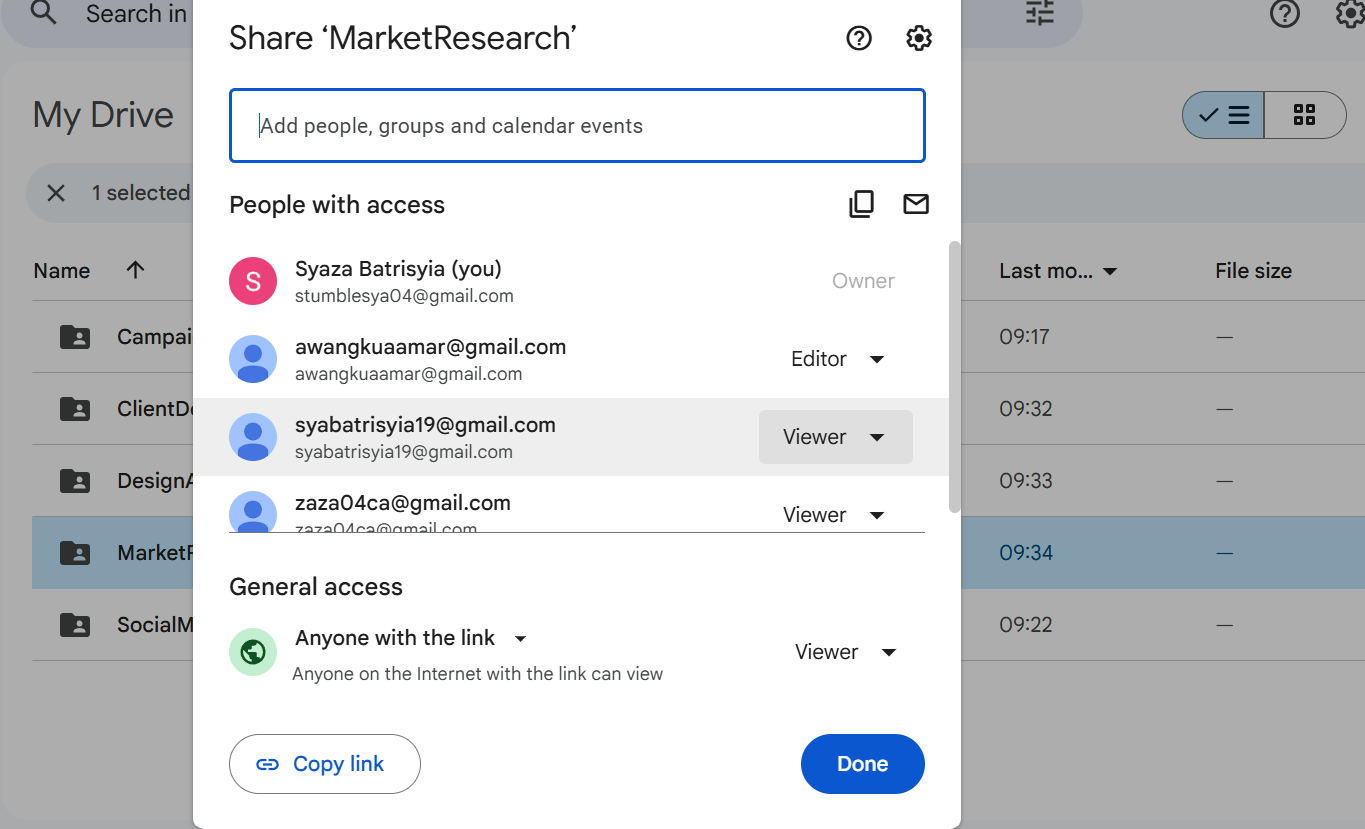 Search in
Share ‘MarketResearch’
My Drive
Add people, groups and calendar events
1 selected
People with access
Name
Last mo...
File size
S
Syaza Batrisyia (you)
stumblesya04@gmail.com
Owner
Campai
09:17
—
awangkuaamar@gmail.com
awangkuaamar@gmail.com
Editor
ClientDo
09:32
—
syabatrisyia19@gmail.com
syabatrisyia19@gmail.com
Viewer
DesignA
09:33
—
zaza04ca@gmail.com
zaza04ca@gmail.com
Viewer
MarketR
09:34
—
General access
SocialM
09:22
—
Anyone with the link
Anyone on the Internet with the link can view
Viewer
Copy link
Done